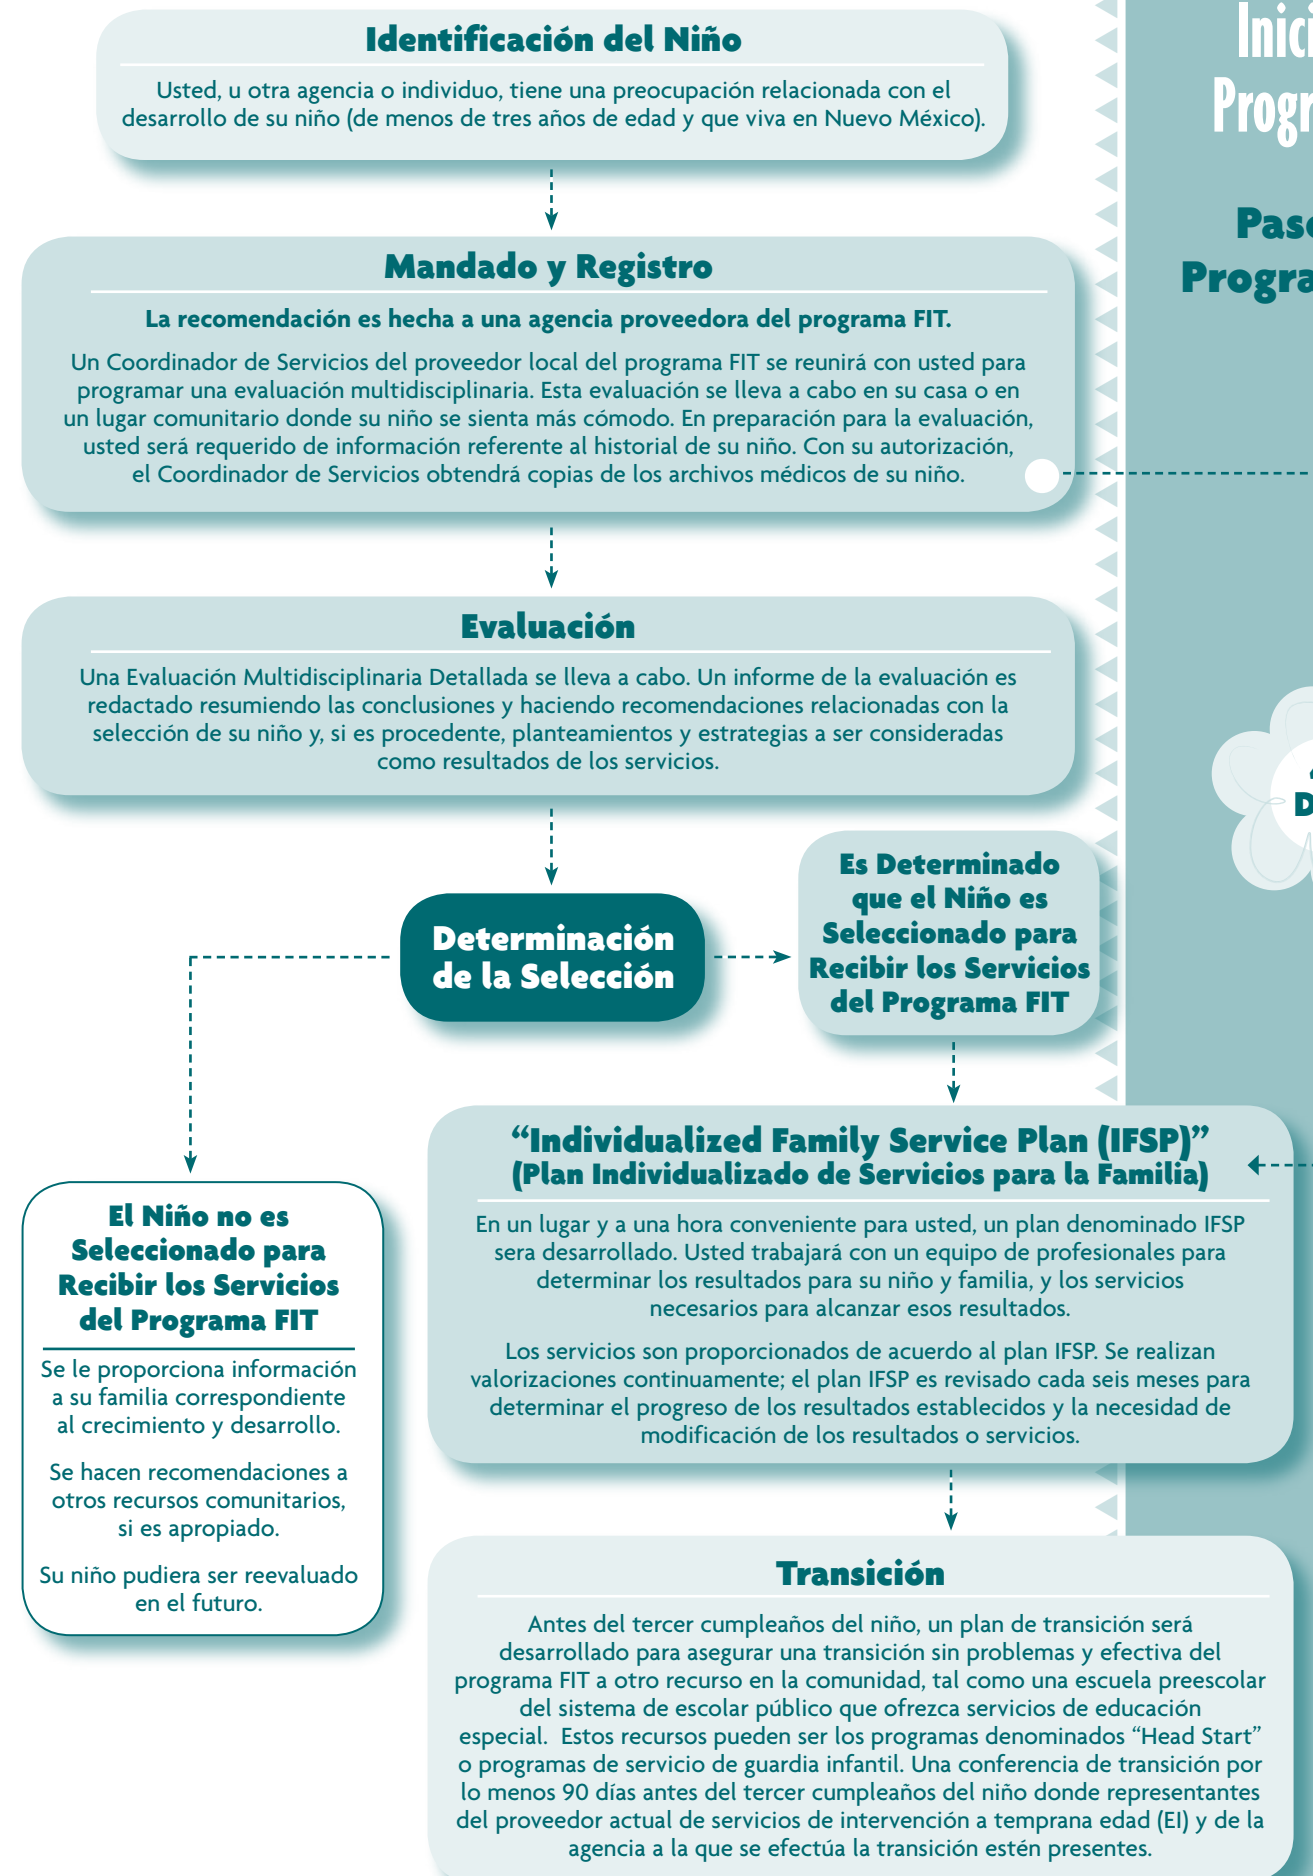 Identificación del Niño
Usted, u otra agencia o individuo, tiene una preocupación relacionada con el
desarrollo de su niño (de menos de tres años de edad y que viva en Nuevo México).
Mandado y Registro
La recomendación es hecha a una agencia proveedora del programa FIT.
Un Coordinador de Servicios del proveedor local del programa FIT se reunirá con usted para
programar una evaluación multidisciplinaria. Esta evaluación se lleva a cabo en su casa o en
un lugar comunitario donde su niño se sienta más cómodo. En preparación para la evaluación,
usted será requerido de información referente al historial de su niño. Con su autorización,
el Coordinador de Servicios obtendrá copias de los archivos médicos de su niño.
Evaluación
Una Evaluación Multidisciplinaria Detallada se lleva a cabo. Un informe de la evaluación es
redactado resumiendo las conclusiones y haciendo recomendaciones relacionadas con la
selección de su niño y, si es procedente, planteamientos y estrategias a ser consideradas
como resultados de los servicios.
Determinación
de la Selección
Es Determinado
que el Niño es
Seleccionado para
Recibir los Servicios
del Programa FIT
El Niño no es
Seleccionado para
Recibir los Servicios
del Programa FIT
Se le proporciona información
a su familia correspondiente
al crecimiento y desarrollo.
Se hacen recomendaciones a
otros recursos comunitarios,
si es apropiado.
Su niño pudiera ser reevaluado
en el futuro.
“Individualized Family Service Plan (IFSP)”
(Plan Individualizado de Servicios para la Familia)
En un lugar y a una hora conveniente para usted, un plan denominado IFSP
sera desarrollado. Usted trabajará con un equipo de profesionales para
determinar los resultados para su niño y familia, y los servicios
necesarios para alcanzar esos resultados.
Los servicios son proporcionados de acuerdo al plan IFSP. Se realizan
valorizaciones continuamente; el plan IFSP es revisado cada seis meses para
determinar el progreso de los resultados establecidos y la necesidad de
modificación de los resultados o servicios.
Transición
Antes del tercer cumpleaños del niño, un plan de transición será
desarrollado para asegurar una transición sin problemas y efectiva del
programa FIT a otro recurso en la comunidad, tal como una escuela preescolar
del sistema de escolar público que ofrezca servicios de educación
especial. Estos recursos pueden ser los programas denominados “Head Start”
o programas de servicio de guardia infantil. Una conferencia de transición por
lo menos 90 días antes del tercer cumpleaños del niño donde representantes
del proveedor actual de servicios de intervención a temprana edad (EI) y de la
agencia a la que se efectúa la transición estén presentes.